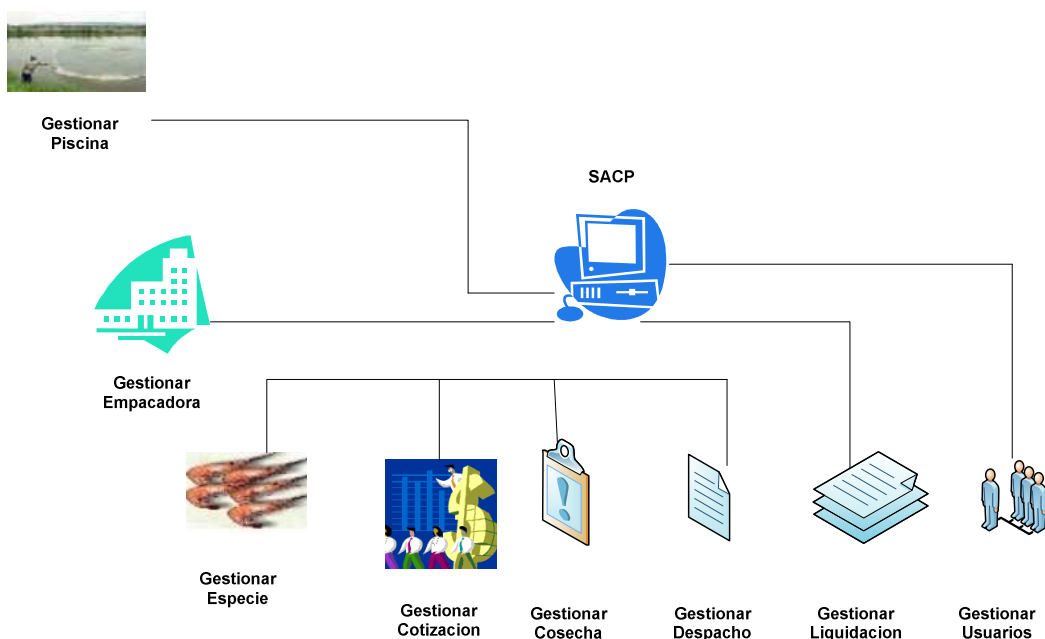 Gestionar
Piscina
SACP
Gestionar
Empacadora
Gestionar
Especie
Gestionar
Cotizacion
Gestionar
Cosecha
Gestionar
Despacho
Gestionar
Liquidacion
Gestionar
Usuarios